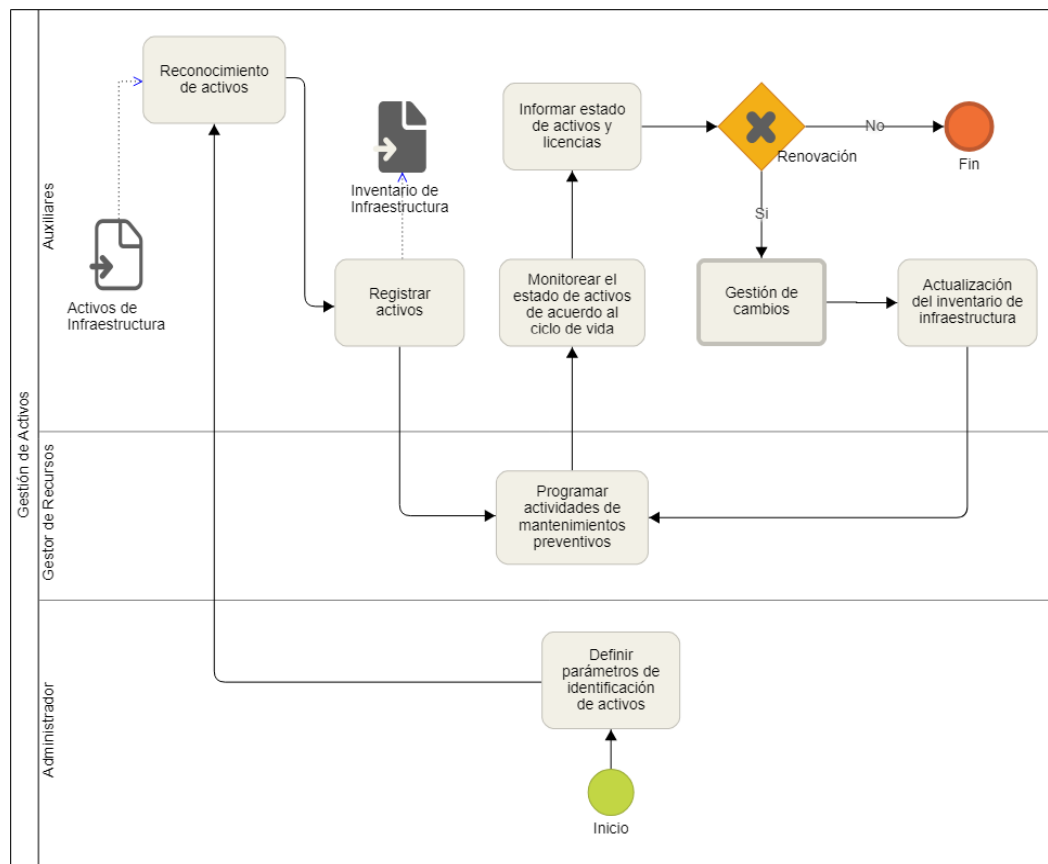 Gestión de Activos
Auxiliares
Reconocimiento
de activos
Activos de
Infraestructura
Inventario de
Infraestructura
Registrar
activos
Informar estado
de activos y
licencias
Monitorear el
estado de activos
de acuerdo al
ciclo de vida
Renovación
No
Fin
Si
Gestión de
cambios
Actualización
del inventario de
infraestructura
Gestor de Recursos
Programar
actividades de
mantenimientos
preventivos
Administrador
Definir
parámetros de
identificación
de activos
Inicio